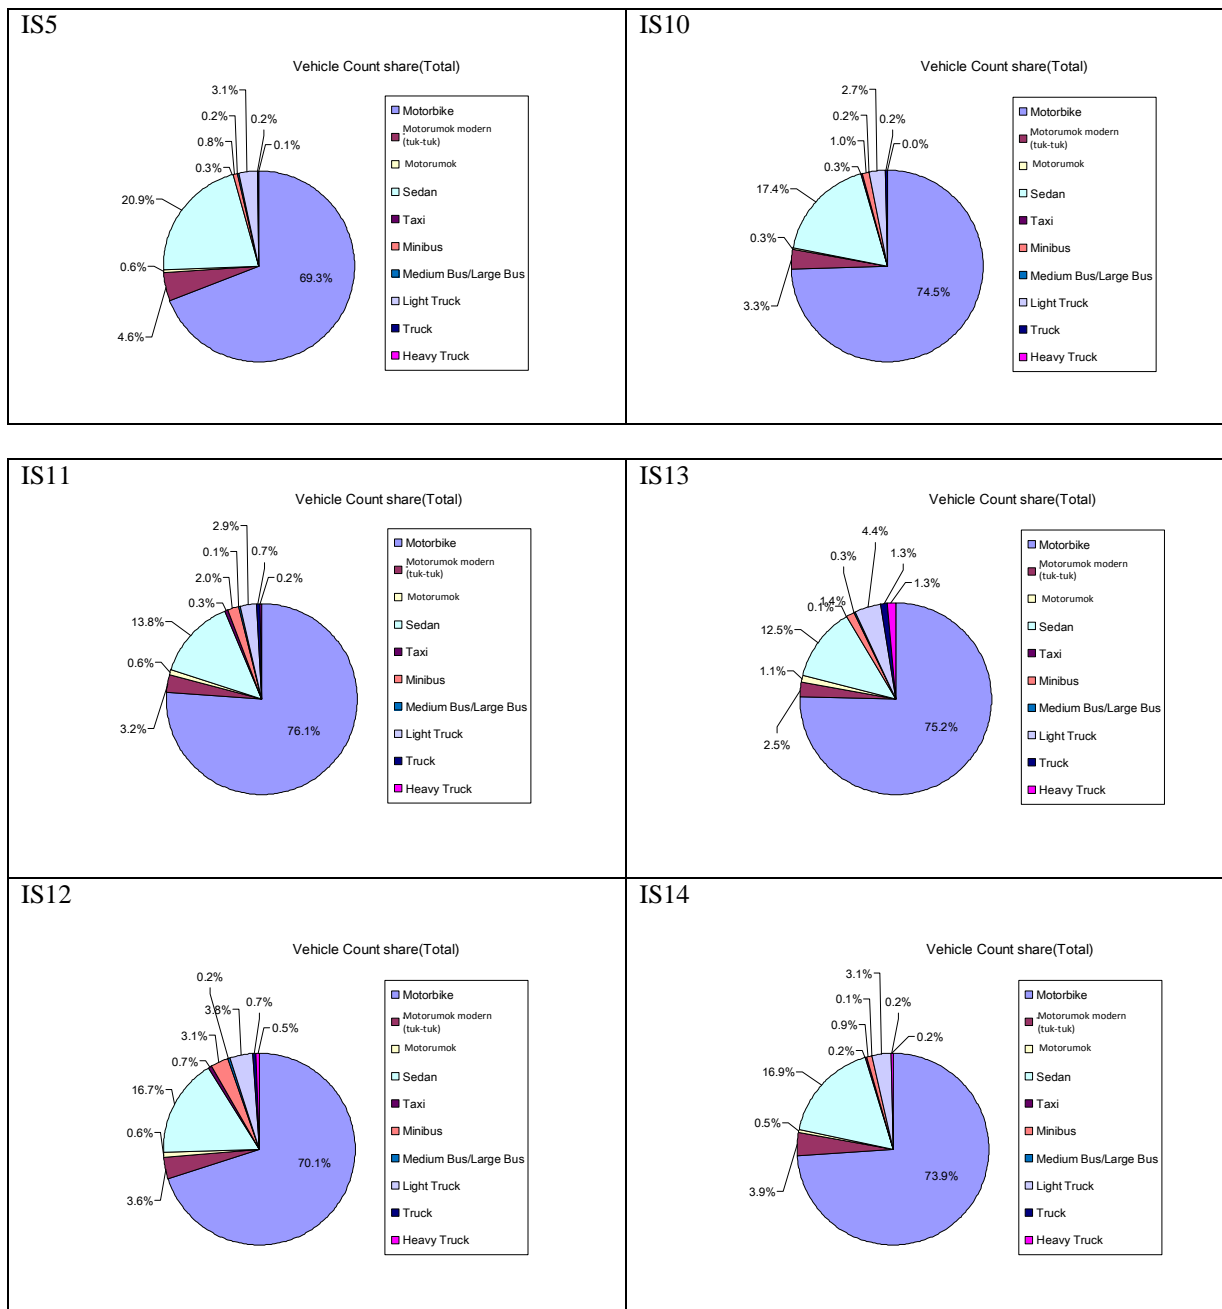 IS5
Vehicle Count share(Total)
3.1%
0.2%
0.2%
0.8%
0.1%
0.3%
20.9%
0.6%
69.3%
4.6%
Motorbike
Motorumok modern
(tuk-tuk)
Motorumok
Sedan
Taxi
Minibus
Medium Bus/Large Bus
Light Truck
Truck
Heavy Truck
IS10
Vehicle Count share(Total)
2.7%
0.2%
0.2%
1.0%
0.0%
0.3%
17.4%
0.3%
74.5%
3.3%
Motorbike
Motorumok modern
(tuk-tuk)
Motorumok
Sedan
Taxi
Minibus
Medium Bus/Large Bus
Light Truck
Truck
Heavy Truck
IS11
Vehicle Count share(Total)
2.9%
0.1%
0.7%
2.0%
0.2%
0.3%
13.8%
0.6%
3.2%
76.1%
Motorbike
Motorumok modern
(tuk-tuk)
Motorumok
Sedan
Taxi
Minibus
Medium Bus/Large Bus
Light Truck
Truck
Heavy Truck
IS13
Vehicle Count share(Total)
4.4%
0.3%
1.3%
1.3%
1.4%
0.1%
12.5%
1.1%
75.2%
2.5%
Motorbike
Motorumok modern
(tuk-tuk)
Motorumok
Sedan
Taxi
Minibus
Medium Bus/Large Bus
Light Truck
Truck
Heavy Truck
IS12
Vehicle Count share(Total)
0.2%
3.8%
0.7%
3.1%
0.5%
0.7%
16.7%
0.6%
70.1%
3.6%
Motorbike
Motorumok modern
(tuk-tuk)
Motorumok
Sedan
Taxi
Minibus
Medium Bus/Large Bus
Light Truck
Truck
Heavy Truck
IS14
Vehicle Count share(Total)
3.1%
0.1%
0.2%
0.9%
0.2%
0.2%
16.9%
0.5%
73.9%
3.9%
Motorbike
Motorumok modern
(tuk-tuk)
Motorumok
Sedan
Taxi
Minibus
Medium Bus/Large Bus
Light Truck
Truck
Heavy Truck